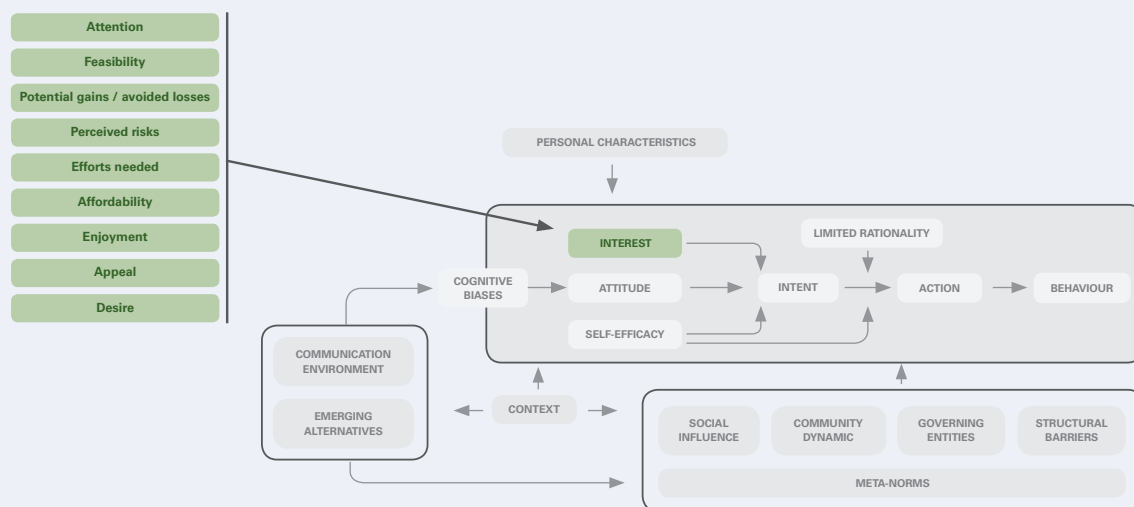 Attention
Feasibility
Potential gains / avoided losses
Perceived risks
Efforts needed
Affordability
Enjoyment
Appeal
Desire
PERSONAL CHARACTERISTICS
INTEREST
LIMITED RATIONALITY
COGNITIVE
BIASES
ATTITUDE
INTENT
ACTION
BEHAVIOUR
SELF-EFFICACY
COMMUNICATION
ENVIRONMENT
EMERGING
ALTERNATIVES
CONTEXT
SOCIAL
INFLUENCE
COMMUNITY
DYNAMIC
GOVERNING
ENTITIES
STRUCTURAL
BARRIERS
META-NORMS